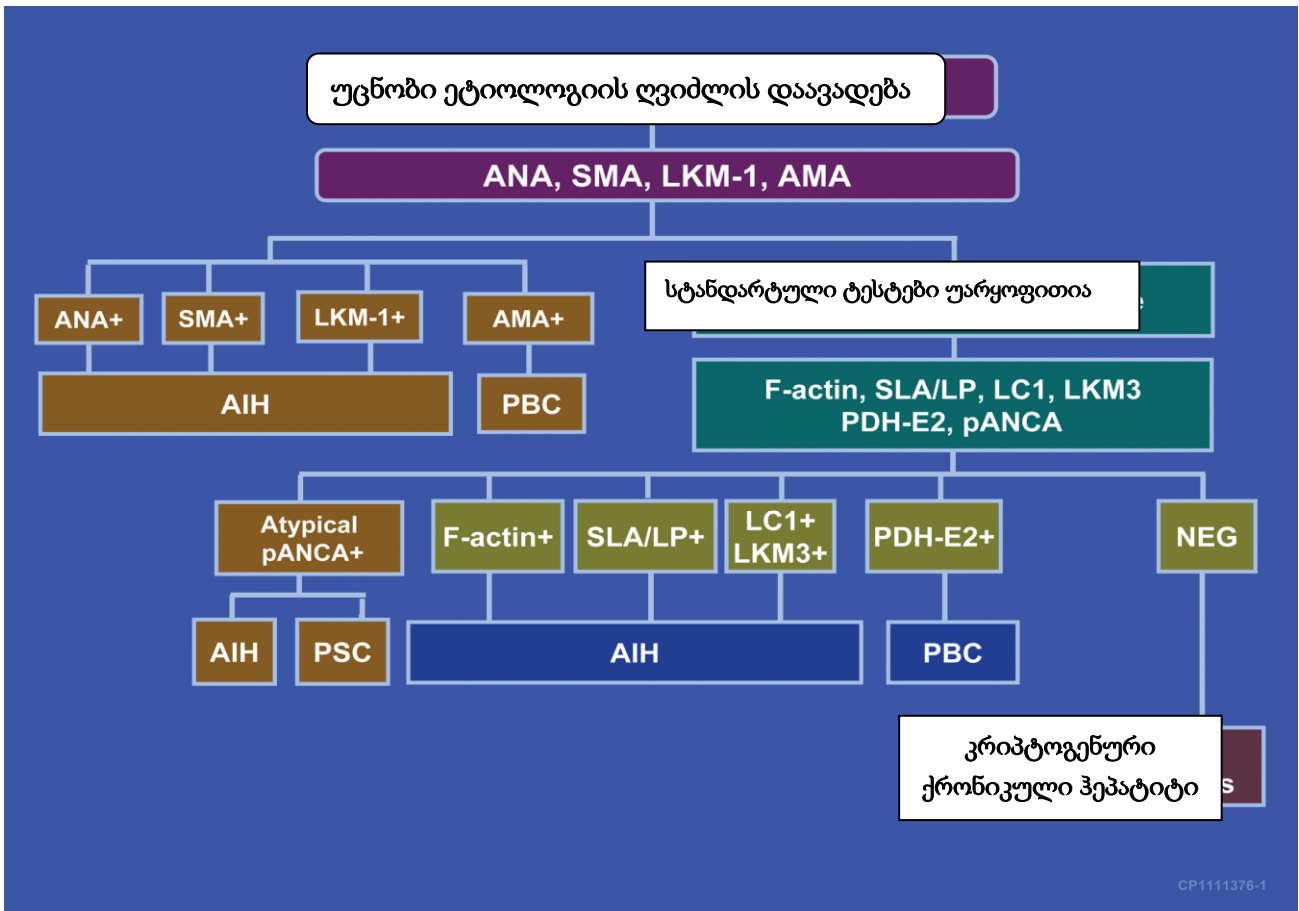 უცნობი ეტიოლოგიის ღვიძლის დაავადება
ANA, SMA, LKM-1, AMA
სტანდარტული ტესტები უარყოფითია
e
ANA+
SMA+
LKM-1+
AMA+
AIH
PBC
F-actin, SLA/LP, LC1, LKM3
PDH-E2, pANCA
Atypical
pANCA+
F-actin+
SLA/LP+
LC1+
LKM3+
PDH-E2+
NEG
AIH
PSC
AIH
PBC
კრიპტოგენური
ქრონიკული ჰეპატიტი
s
CP1111376-1